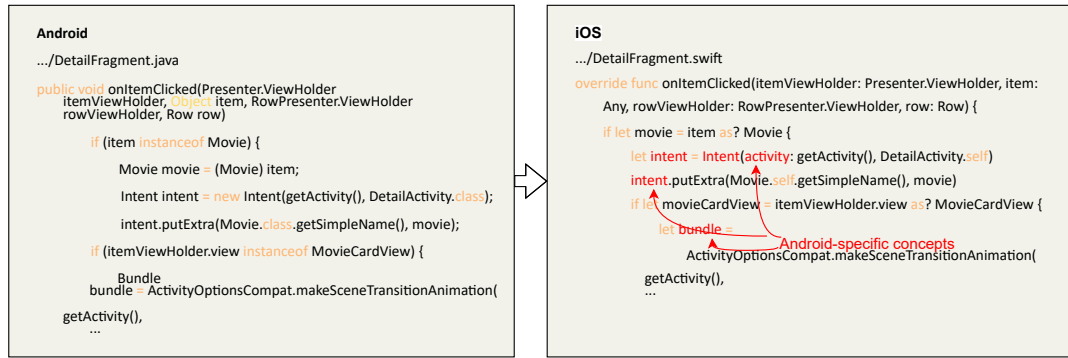 Android
.../DetailFragment.java
public void onItemClicked(Presenter.ViewHolder
itemViewHolder, Object item, RowPresenter.ViewHolder
rowViewHolder, Row row)
if (item instanceof Movie) {
Movie movie = (Movie) item;
Intent intent = new Intent(getActivity(), DetailActivity.class);
intent.putExtra(Movie.class.getSimpleName(), movie);
if (itemViewHolder.view instanceof MovieCardView) {
Bundle
bundle = ActivityOptionsCompat.makeSceneTransitionAnimation(
getActivity(),
...
iOS
.../DetailFragment.swift
override func onItemClicked(itemViewHolder: Presenter.ViewHolder, item:
Any, rowViewHolder: RowPresenter.ViewHolder, row: Row) {
if let movie = item as? Movie {
let intent = Intent(activity: getActivity(), DetailActivity.self)
intent.putExtra(Movie.self.getSimpleName(), movie)
if let movieCardView = itemViewHolder.view as? MovieCardView {
let bundle =
Android-specific concepts
ActivityOptionsCompat.makeSceneTransitionAnimation(
getActivity(),
...